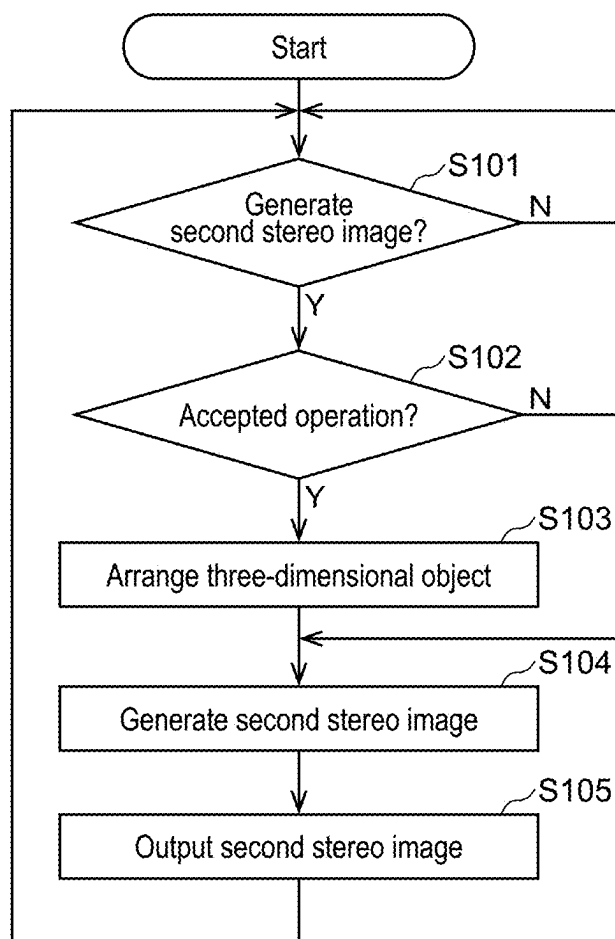 Start
S101
Generate
second stereo image?
N
Y
S102
Accepted operation?
N
Y
S103
Arrange three-dimensional object
S104
Generate second stereo image
S105
Output second stereo image